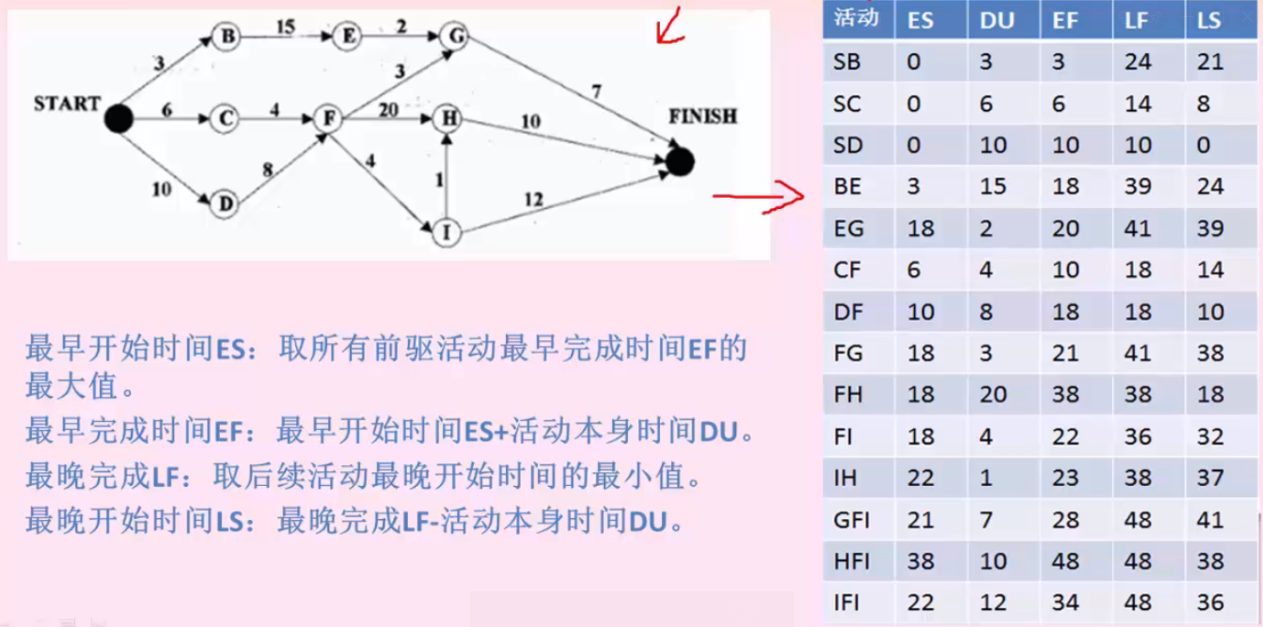 START
3
B
15
E
2
G
7
FINISH
6
C
4
F
3
20
H
10
10
D
8
4
1
I
12
最早开始时间ES：取所有前驱活动最早完成时间EF的
最大值。
最早完成时间EF：最早开始时间ES+活动本身时间DU。
最晚完成LF：取后续活动最晚开始时间的最小值。
最晚开始时间LS：最晚完成LF-活动本身时间DU。
活动 ES DU EF LF LS
SB 0 3 3 24 21
SC 0 6 6 14 8
SD 0 10 10 10 0
BE 3 15 18 39 24
EG 18 2 20 41 39
CF 6 4 10 18 14
DF 10 8 18 18 10
FG 18 3 21 41 38
FH 18 20 38 38 18
FI 18 4 22 36 32
IH 22 1 23 38 37
GFI 21 7 28 48 41
HFI 38 10 48 48 38
IFI 22 12 34 48 36